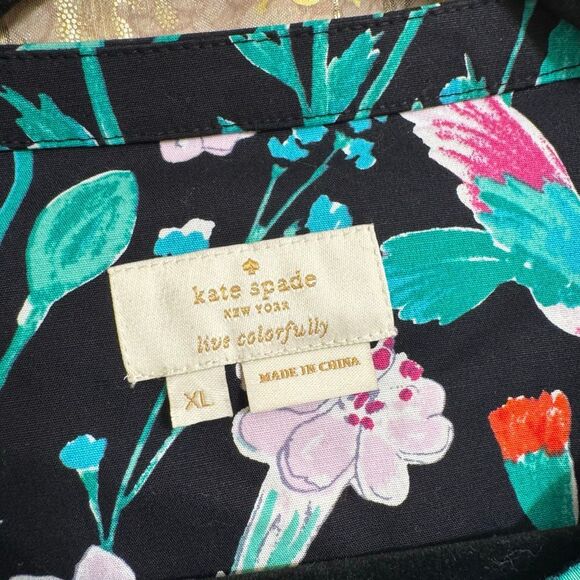 kate spade
NEW YORK
live colorfully
XL
MADE IN CHINA